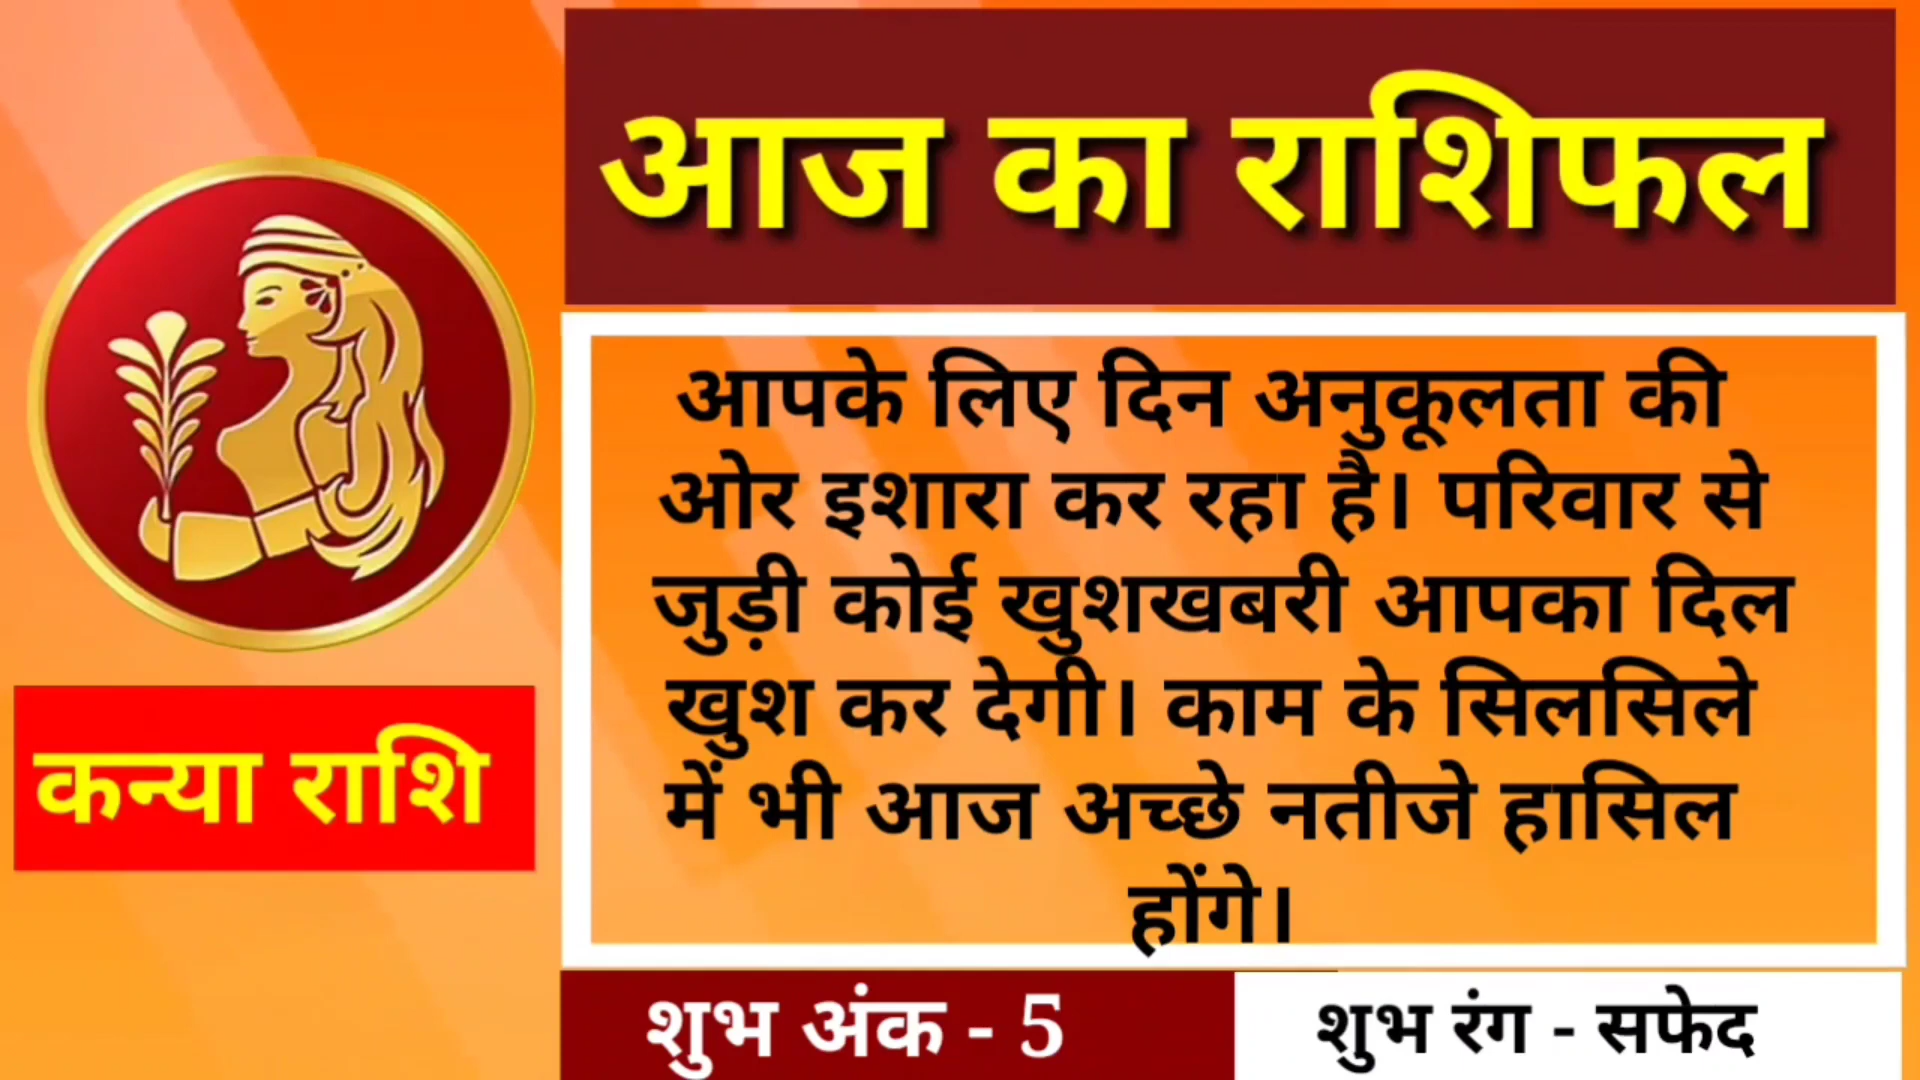 आज का राशिफल
कन्या राशि
आपके लिए दिन अनुकूलता की
ओर इशारा कर रहा है। परिवार से
जुड़ी कोई खुशखबरी आपका दिल
खुश कर देगी। काम के सिलसिले
में भी आज अच्छे नतीजे हासिल
होंगे।
शुभ अंक - 5
शुभ रंग - सफेद